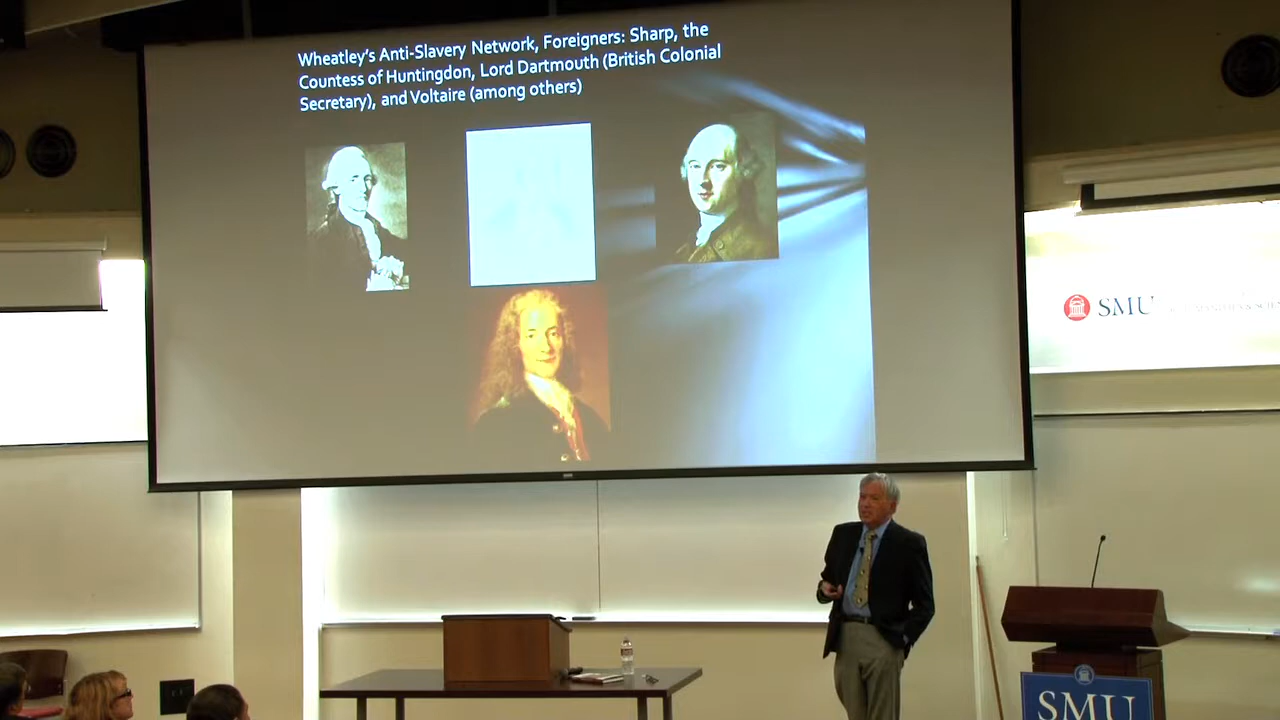 Wheatley's Anti-Slavery Network, Foreigners: Sharp, the
Countess of Huntingdon, Lord Dartmouth (British Colonial
Secretary), and Voltaire (among others)
SMU
SMU